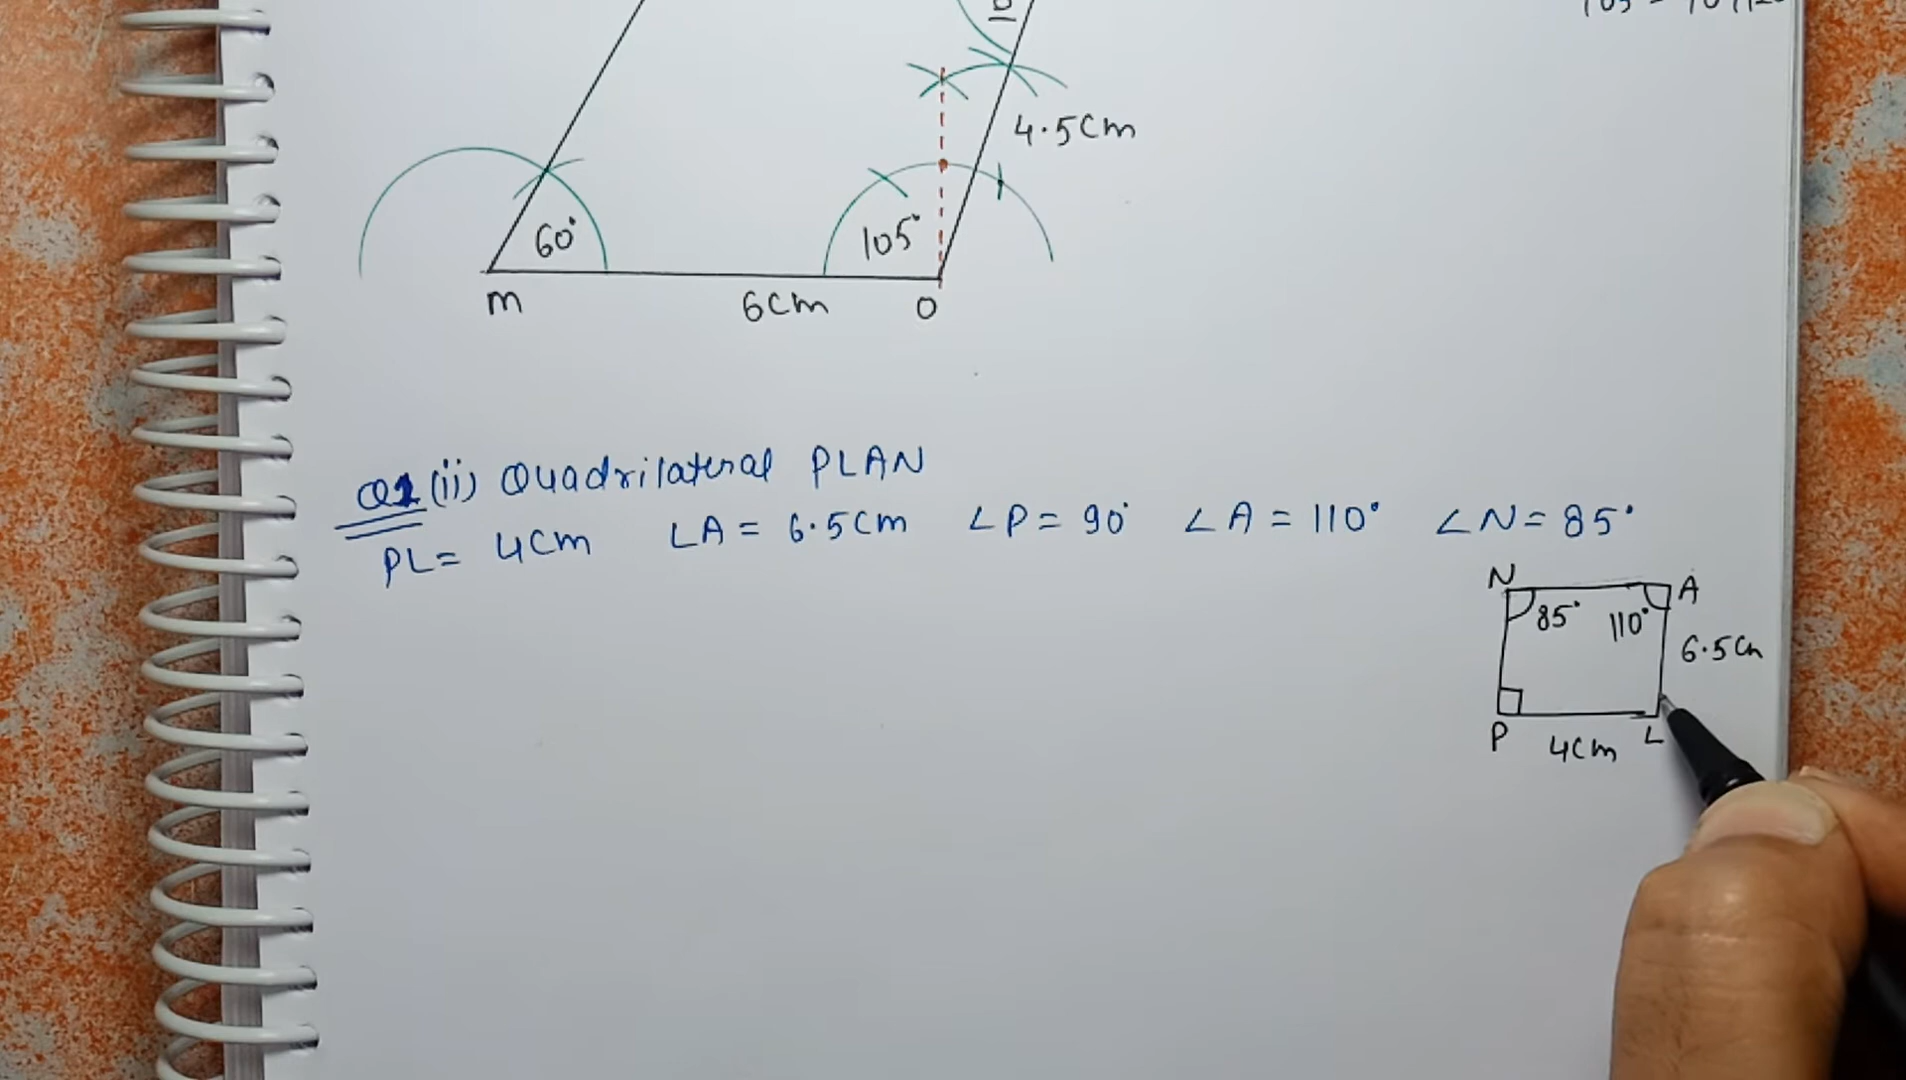 4.5cm
60°
105°
m
6cm
O
Q1 (ii) Quadrilateral PLAN
PL = 4cm LA = 6.5cm ∠P = 90° ∠A = 110° ∠N = 85°
N
A
85°
110°
6.5cm
P
4cm
L